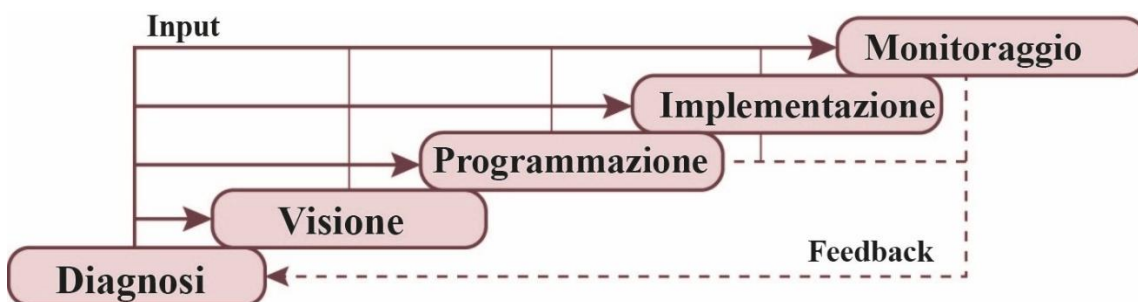 Input
Monitoraggio
Implementazione
Programmazione
Visione
Feedback
Diagnosi